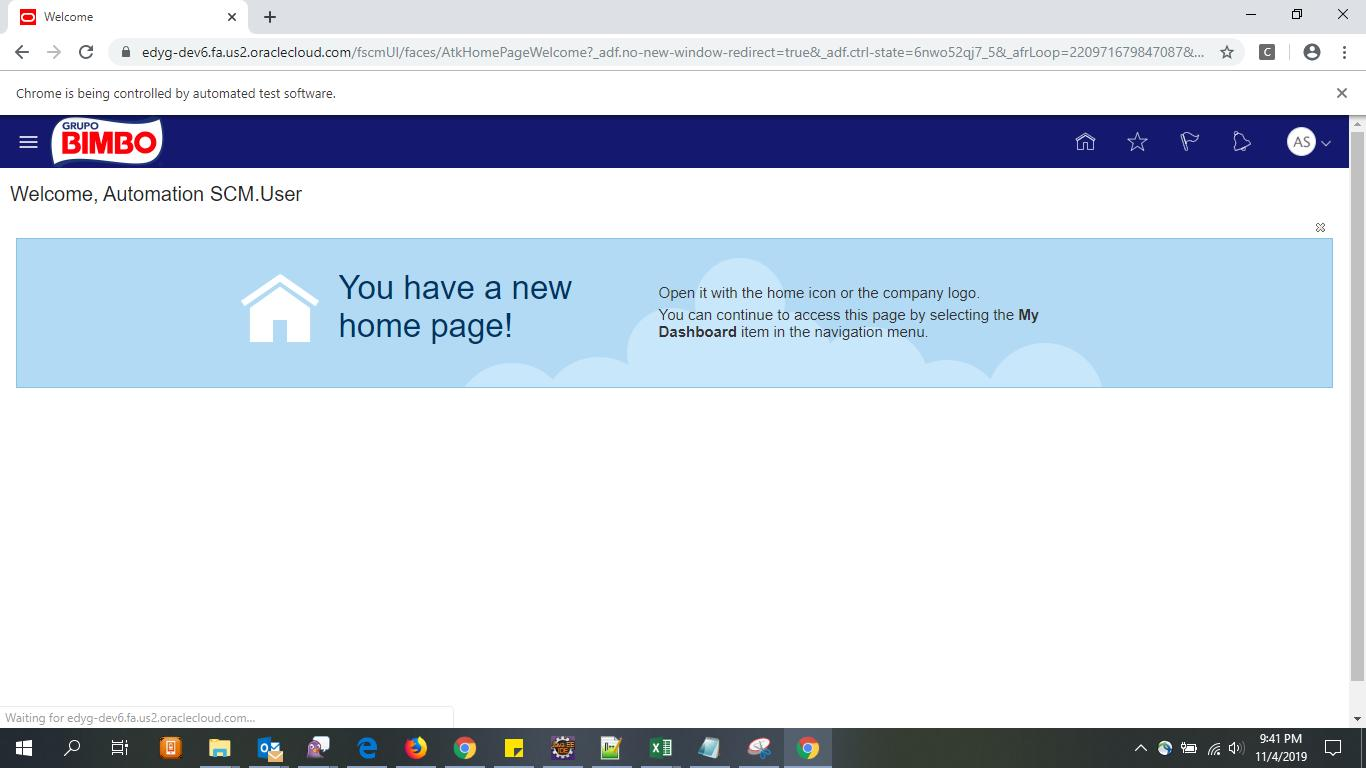 Welcome
edyg-dev6.fa.us2.oraclecloud.com/fscmUI/faces/AtkHomePageWelcome?_adf.no-new-window-redirect=true&_adf.ctrl-state=6nwo52qj7_5&_afrLoop=220971679847087&...
C
Chrome is being controlled by automated test software.
GRUPO
BIMBO
AS
Welcome, Automation SCM.User
You have a new
home page!
Open it with the home icon or the company logo.
You can continue to access this page by selecting the My
Dashboard item in the navigation menu.
Waiting for edyg-dev6.fa.us2.oraclecloud.com...
9:41 PM
11/4/2019